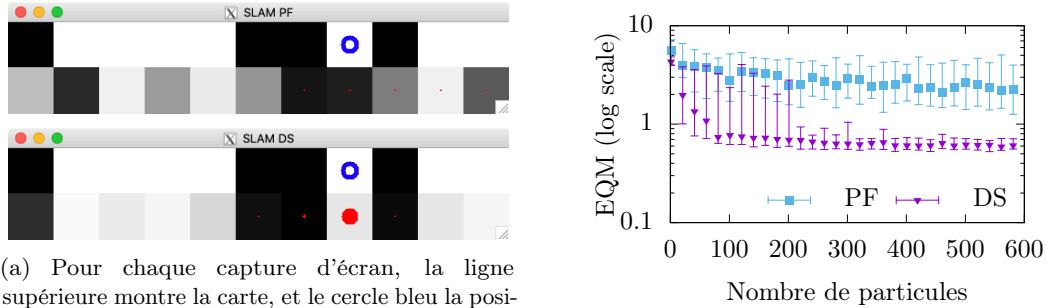 SLAM PF
SLAM DS
(a) Pour chaque capture d'écran, la ligne
supérieure montre la carte, et le cercle bleu la posi-
EQM (log scale)
10
1
0.1
PF
DS
0 100 200 300 400 500 600
Nombre de particules